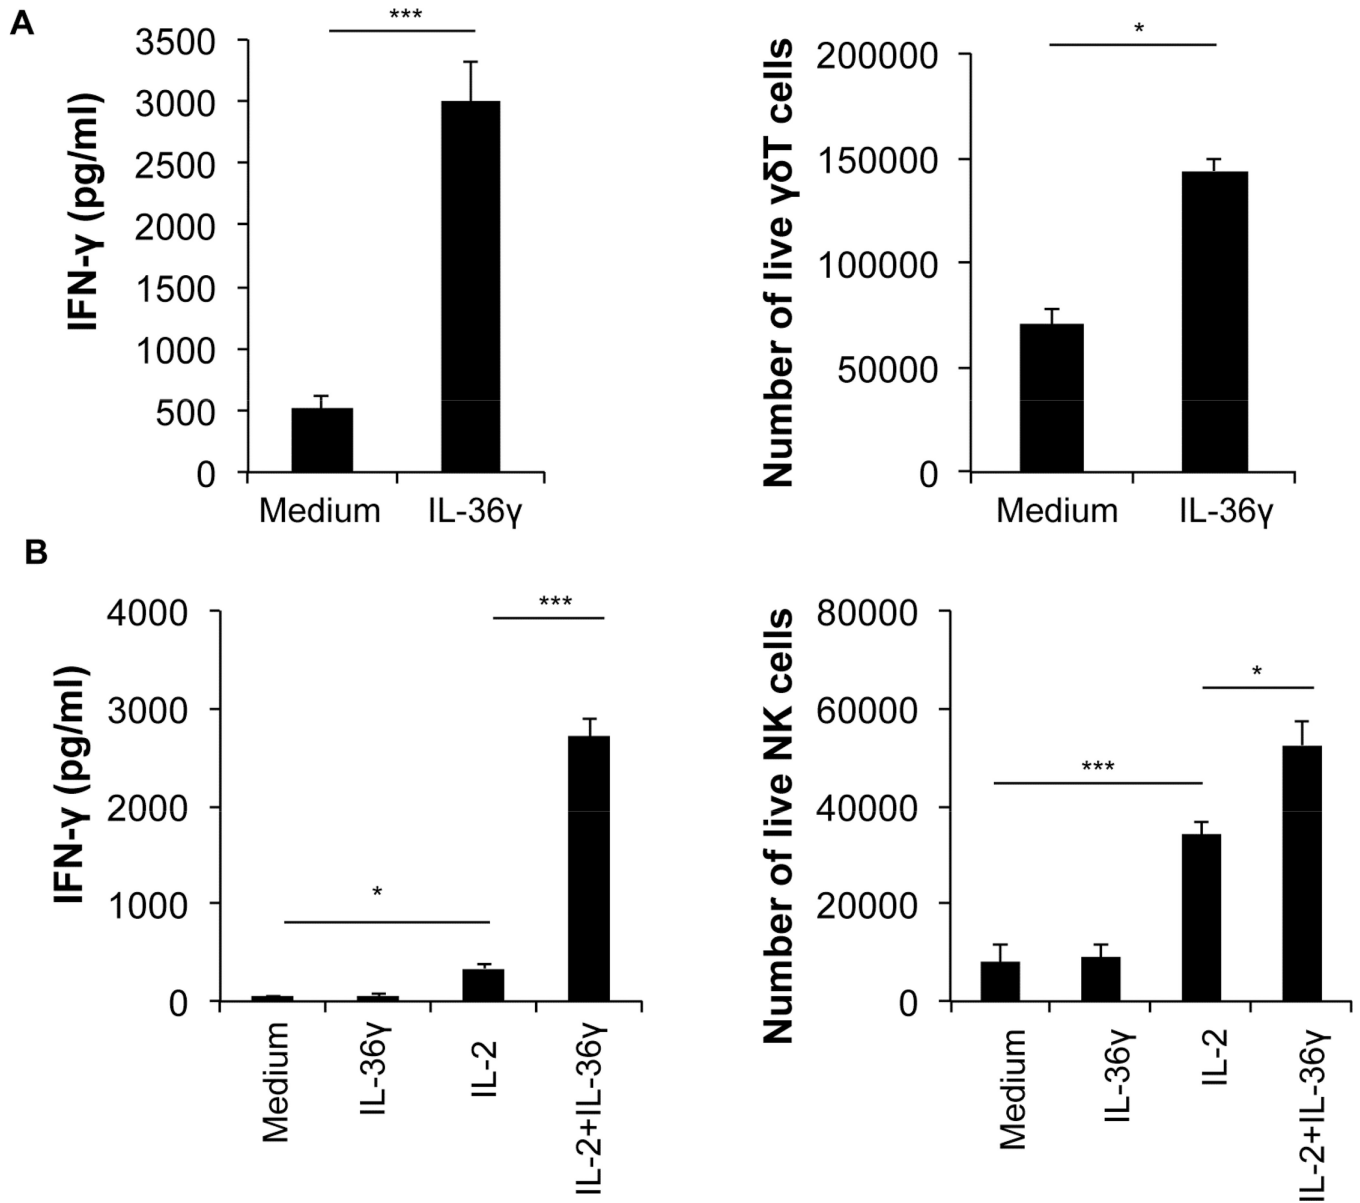 A
***
3500
3000
2500
2000
1500
1000
500
0
IFN-γ (pg/ml)
Medium
IL-36γ
*
200000
150000
100000
50000
0
Number of live γδT cells
Medium
IL-36γ
B
***
*
4000
3000
2000
1000
0
IFN-γ (pg/ml)
Medium
IL-36γ
IL-2
IL-2+IL-36γ
*
***
80000
60000
40000
20000
0
Number of live NK cells
Medium
IL-36γ
IL-2
IL-2+IL-36γ